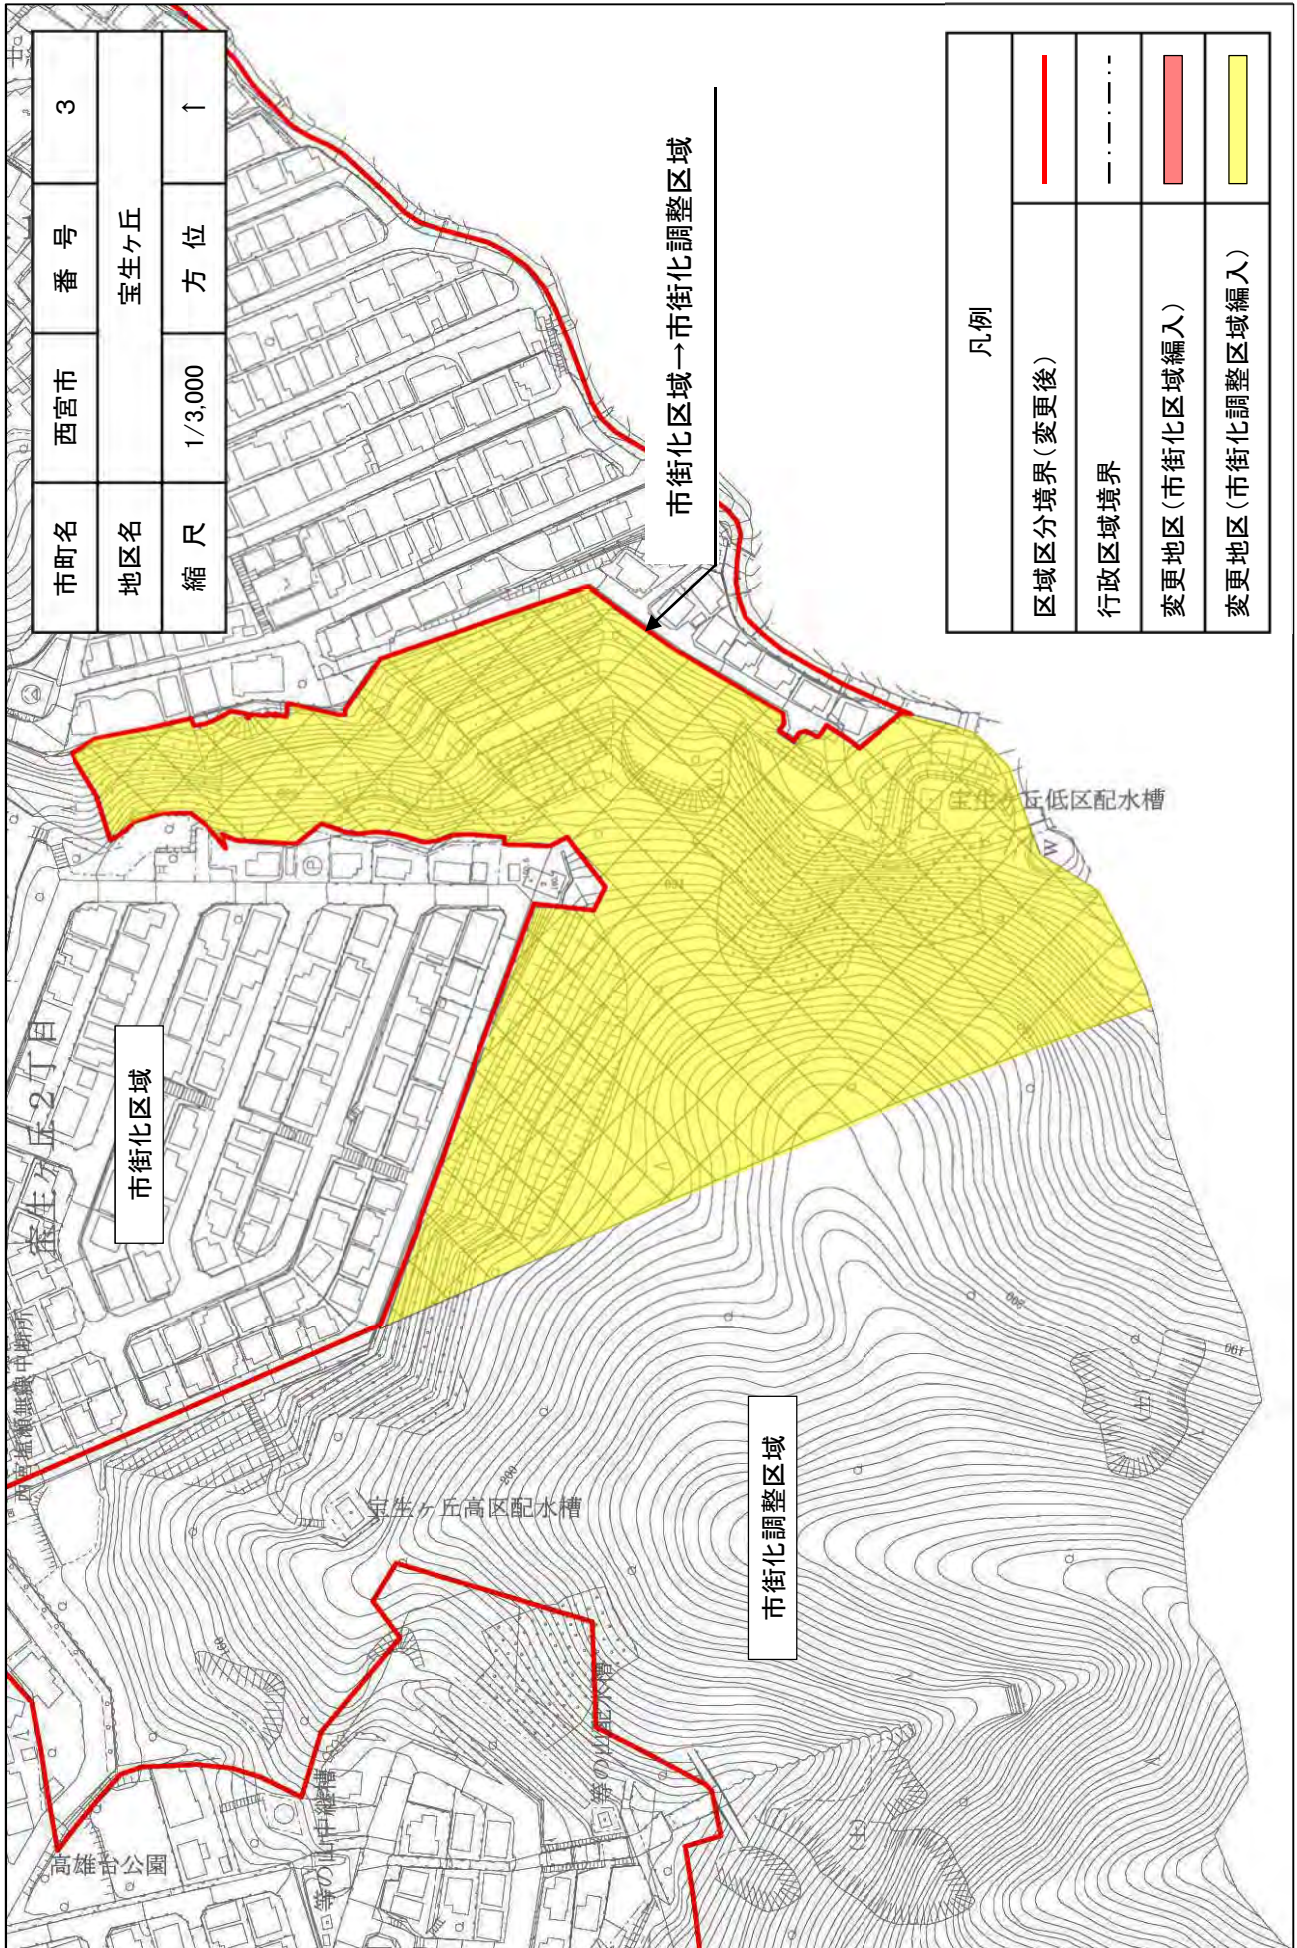 市町名 西宮市 番号 3
地区名 宝生ヶ丘
縮尺 1/3,000 方位 ↑
市街化区域→市街化調整区域
凡例
区域区分境界(変更後)
行政区域境界
変更地区(市街化区域編入)
変更地区(市街化調整区域編入)
市街化区域
市街化調整区域
宝生ヶ丘2丁目
宝生ヶ丘低区配水槽
宝生ヶ丘高区配水槽
高雄台公園
W
P
200
200
100
160